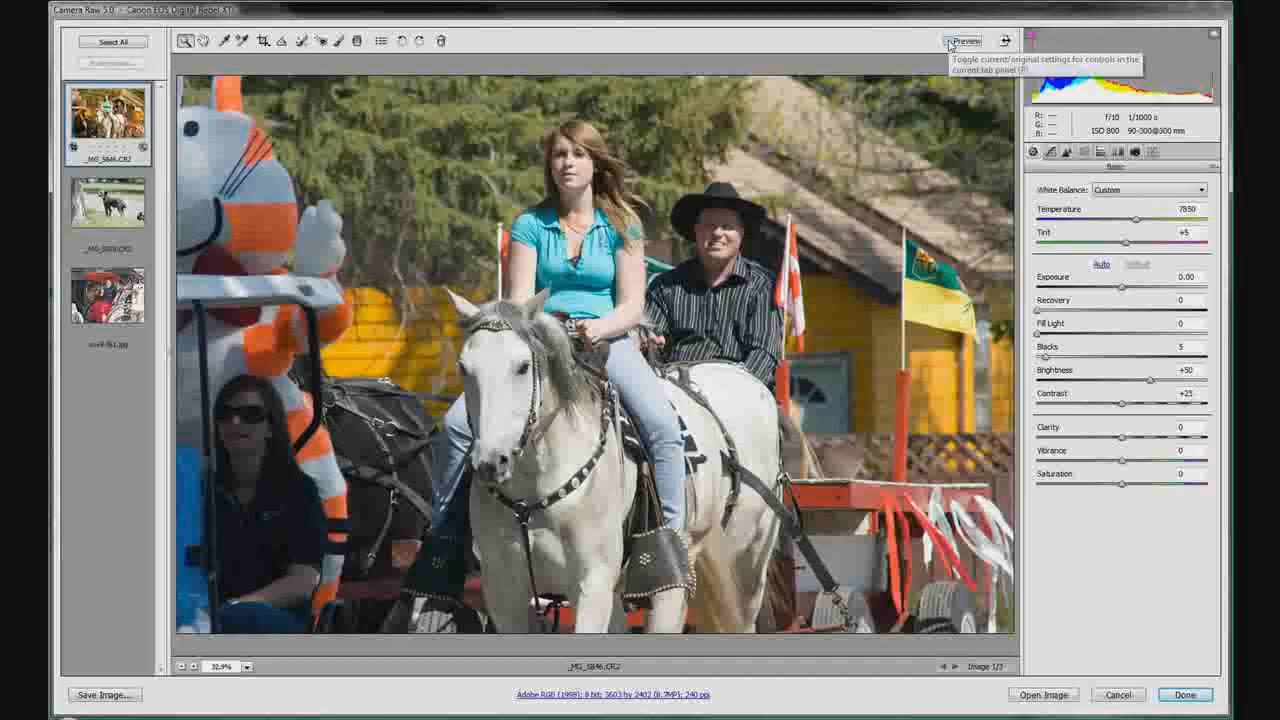 Camera Raw 5.0 - Canon EOS Digital Rebel XT
Select All
Preview
Toggle current/original settings for controls in the
current tab panel (P)
R: ---
G: ---
B: ---
f/10 1/1000 s
ISO 800 90-300@300 mm
Basic
White Balance: Custom
Temperature 7850
Tint +5
Auto Default
Exposure 0.00
Recovery 0
Fill Light 0
Blacks 5
Brightness +50
Contrast +25
Clarity 0
Vibrance 0
Saturation 0
_MG_5846.CR2
32.9%
_MG_5846.CR2
Image 1/3
Save Image...
Adobe RGB (1998); 8 bit; 3603 by 2402 (8.7MP); 240 ppi
Open Image
Cancel
Done